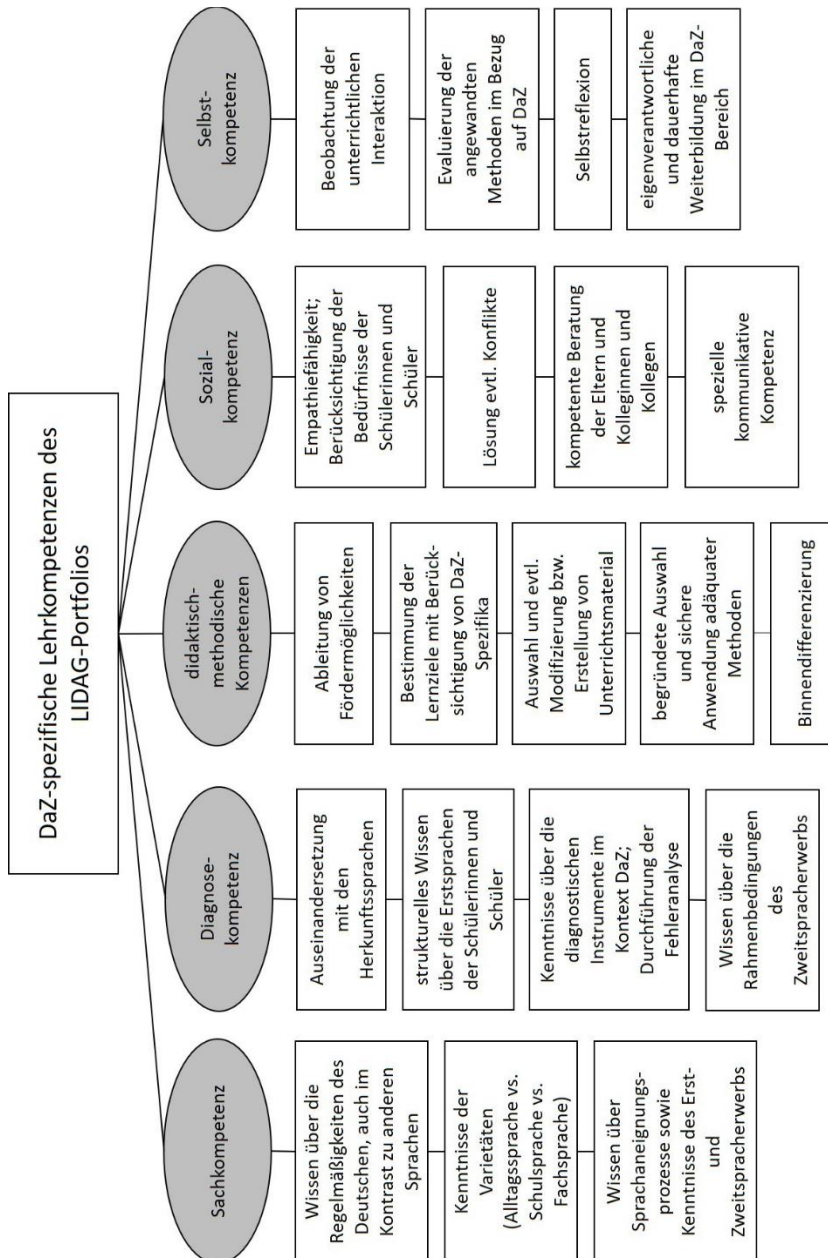 DaZ-spezifische Lehrkompetenzen des
LIDAG-Portfolios
Sachkompetenz
Wissen über die
Regelmäßigkeiten des
Deutschen, auch im
Kontrast zu anderen
Sprachen
Kenntnisse der
Varietäten
(Alltagssprache vs.
Schulsprache vs.
Fachsprache)
Wissen über
Sprachaneignungs-
prozesse sowie
Kenntnisse des Erst-
und
Zweitspracherwerbs
Diagnose-
kompetenz
Auseinandersetzung
mit den
Herkunftssprachen
strukturelles Wissen
über die Erstsprachen
der Schülerinnen und
Schüler
Kenntnisse über die
diagnostischen
Instrumente im
Kontext DaZ;
Durchführung der
Fehleranalyse
Wissen über die
Rahmenbedingungen
des
Zweitspracherwerbs
didaktisch-
methodische
Kompetenzen
Ableitung von
Fördermöglichkeiten
Bestimmung der
Lernziele mit Berück-
sichtigung von DaZ-
Spezifika
Auswahl und evtl.
Modifizierung bzw.
Erstellung von
Unterrichtsmaterial
begründete Auswahl
und sichere
Anwendung adäquater
Methoden
Binnendifferenzierung
Sozial-
kompetenz
Empathiefähigkeit;
Berücksichtigung der
Bedürfnisse der
Schülerinnen und
Schüler
Lösung evtl. Konflikte
kompetente Beratung
der Eltern und
Kolleginnen und
Kollegen
spezielle
kommunikative
Kompetenz
Selbst-
kompetenz
Beobachtung der
unterrichtlichen
Interaktion
Evaluierung der
angewandten
Methoden im Bezug
auf DaZ
Selbstreflexion
eigenverantwortliche
und dauerhafte
Weiterbildung im DaZ-
Bereich